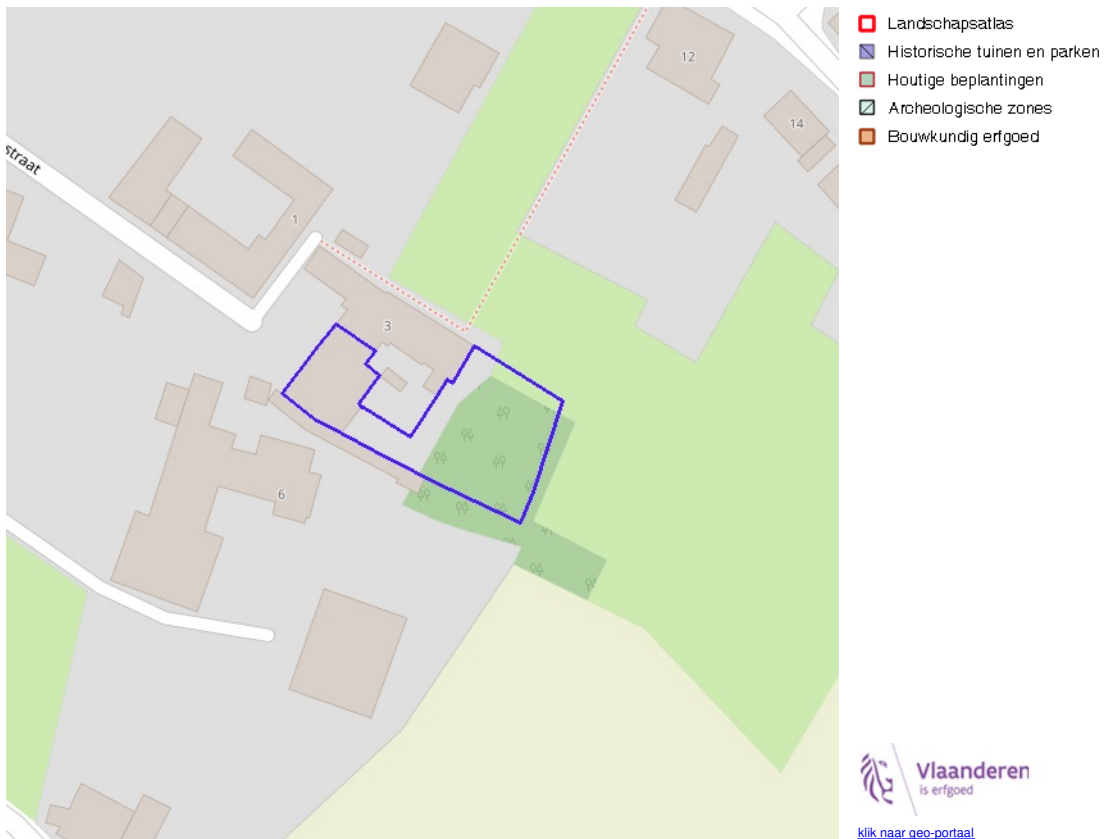 Landschapsatlas
Historische tuinen en parken
Houtige beplantingen
Archeologische zones
Bouwkundig erfgoed
12
14
straat
1
3
6
Vlaanderen
is erfgoed
klik naar geo-portaal